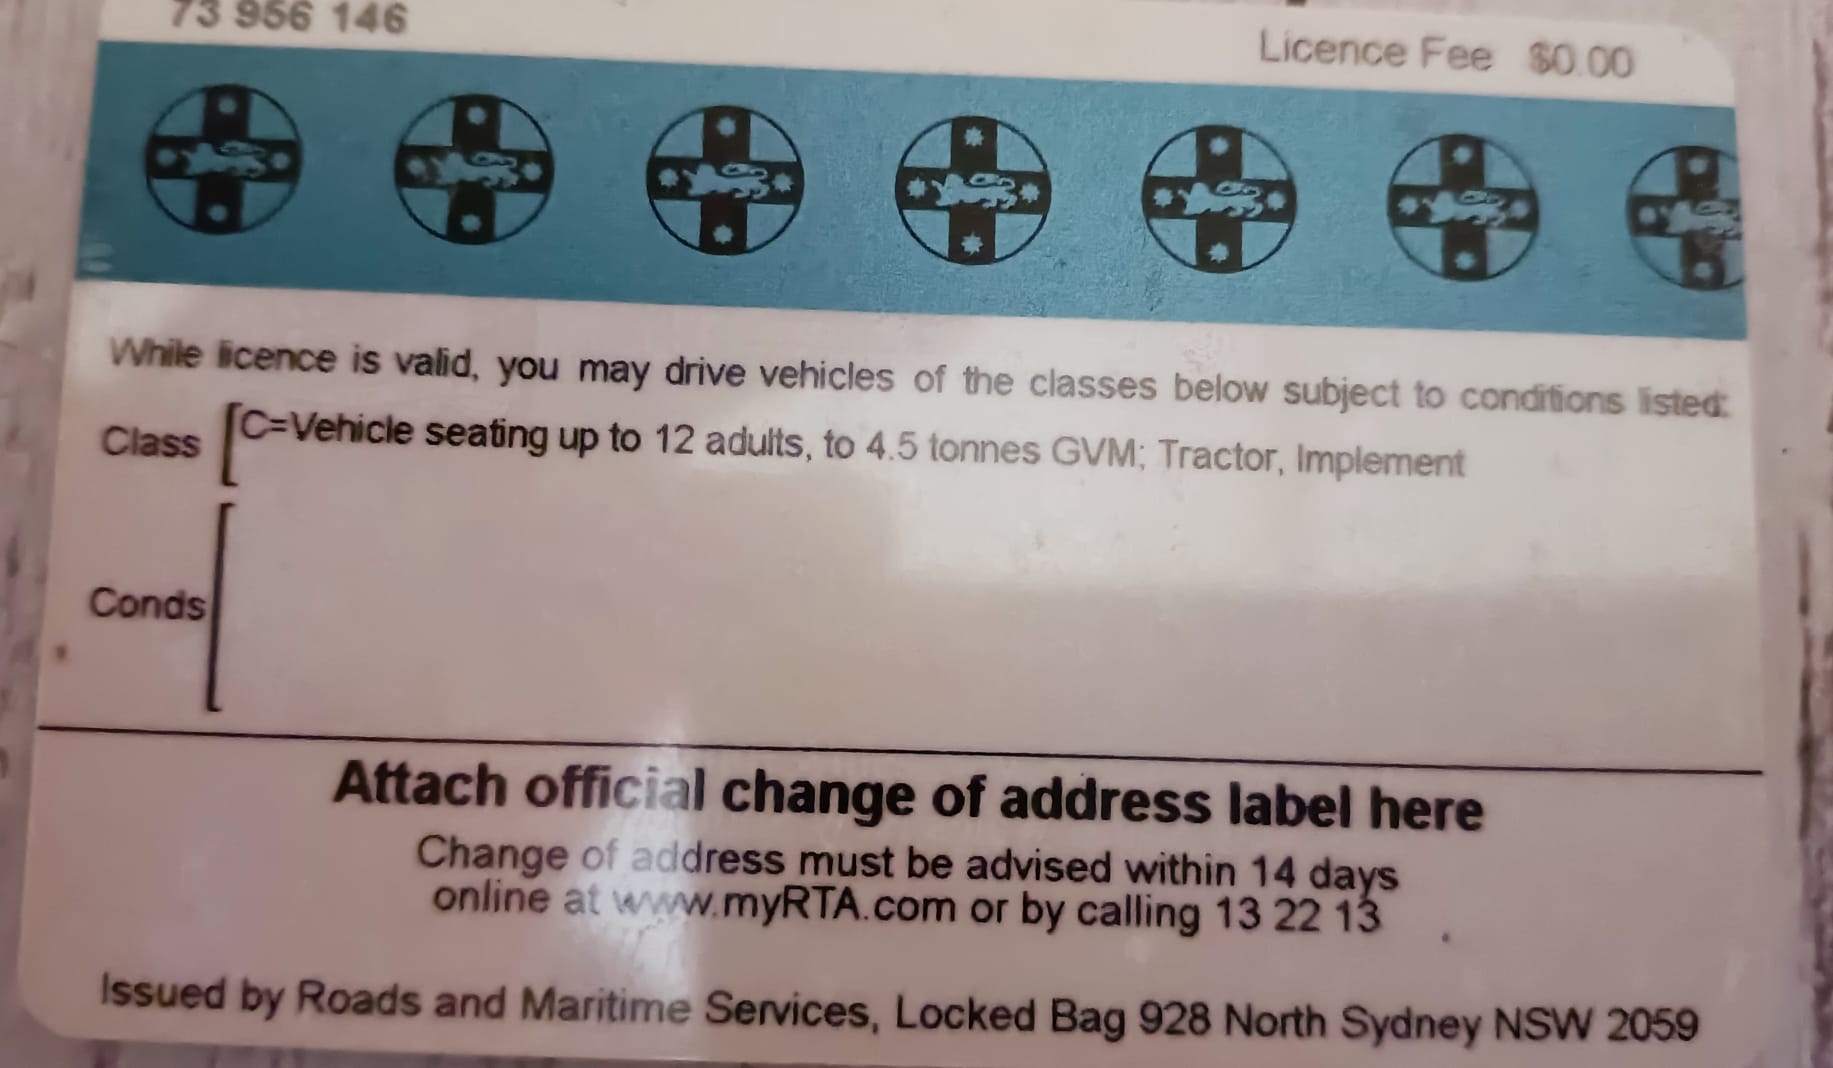 73 956 146
Licence Fee $0.00
While licence is valid, you may drive vehicles of the classes below subject to conditions listed:
Class [C=Vehicle seating up to 12 adults, to 4.5 tonnes GVM; Tractor, Implement
Conds [
Attach official change of address label here
Change of address must be advised within 14 days
online at www.myRTA.com or by calling 13 22 13
Issued by Roads and Maritime Services, Locked Bag 928 North Sydney NSW 2059